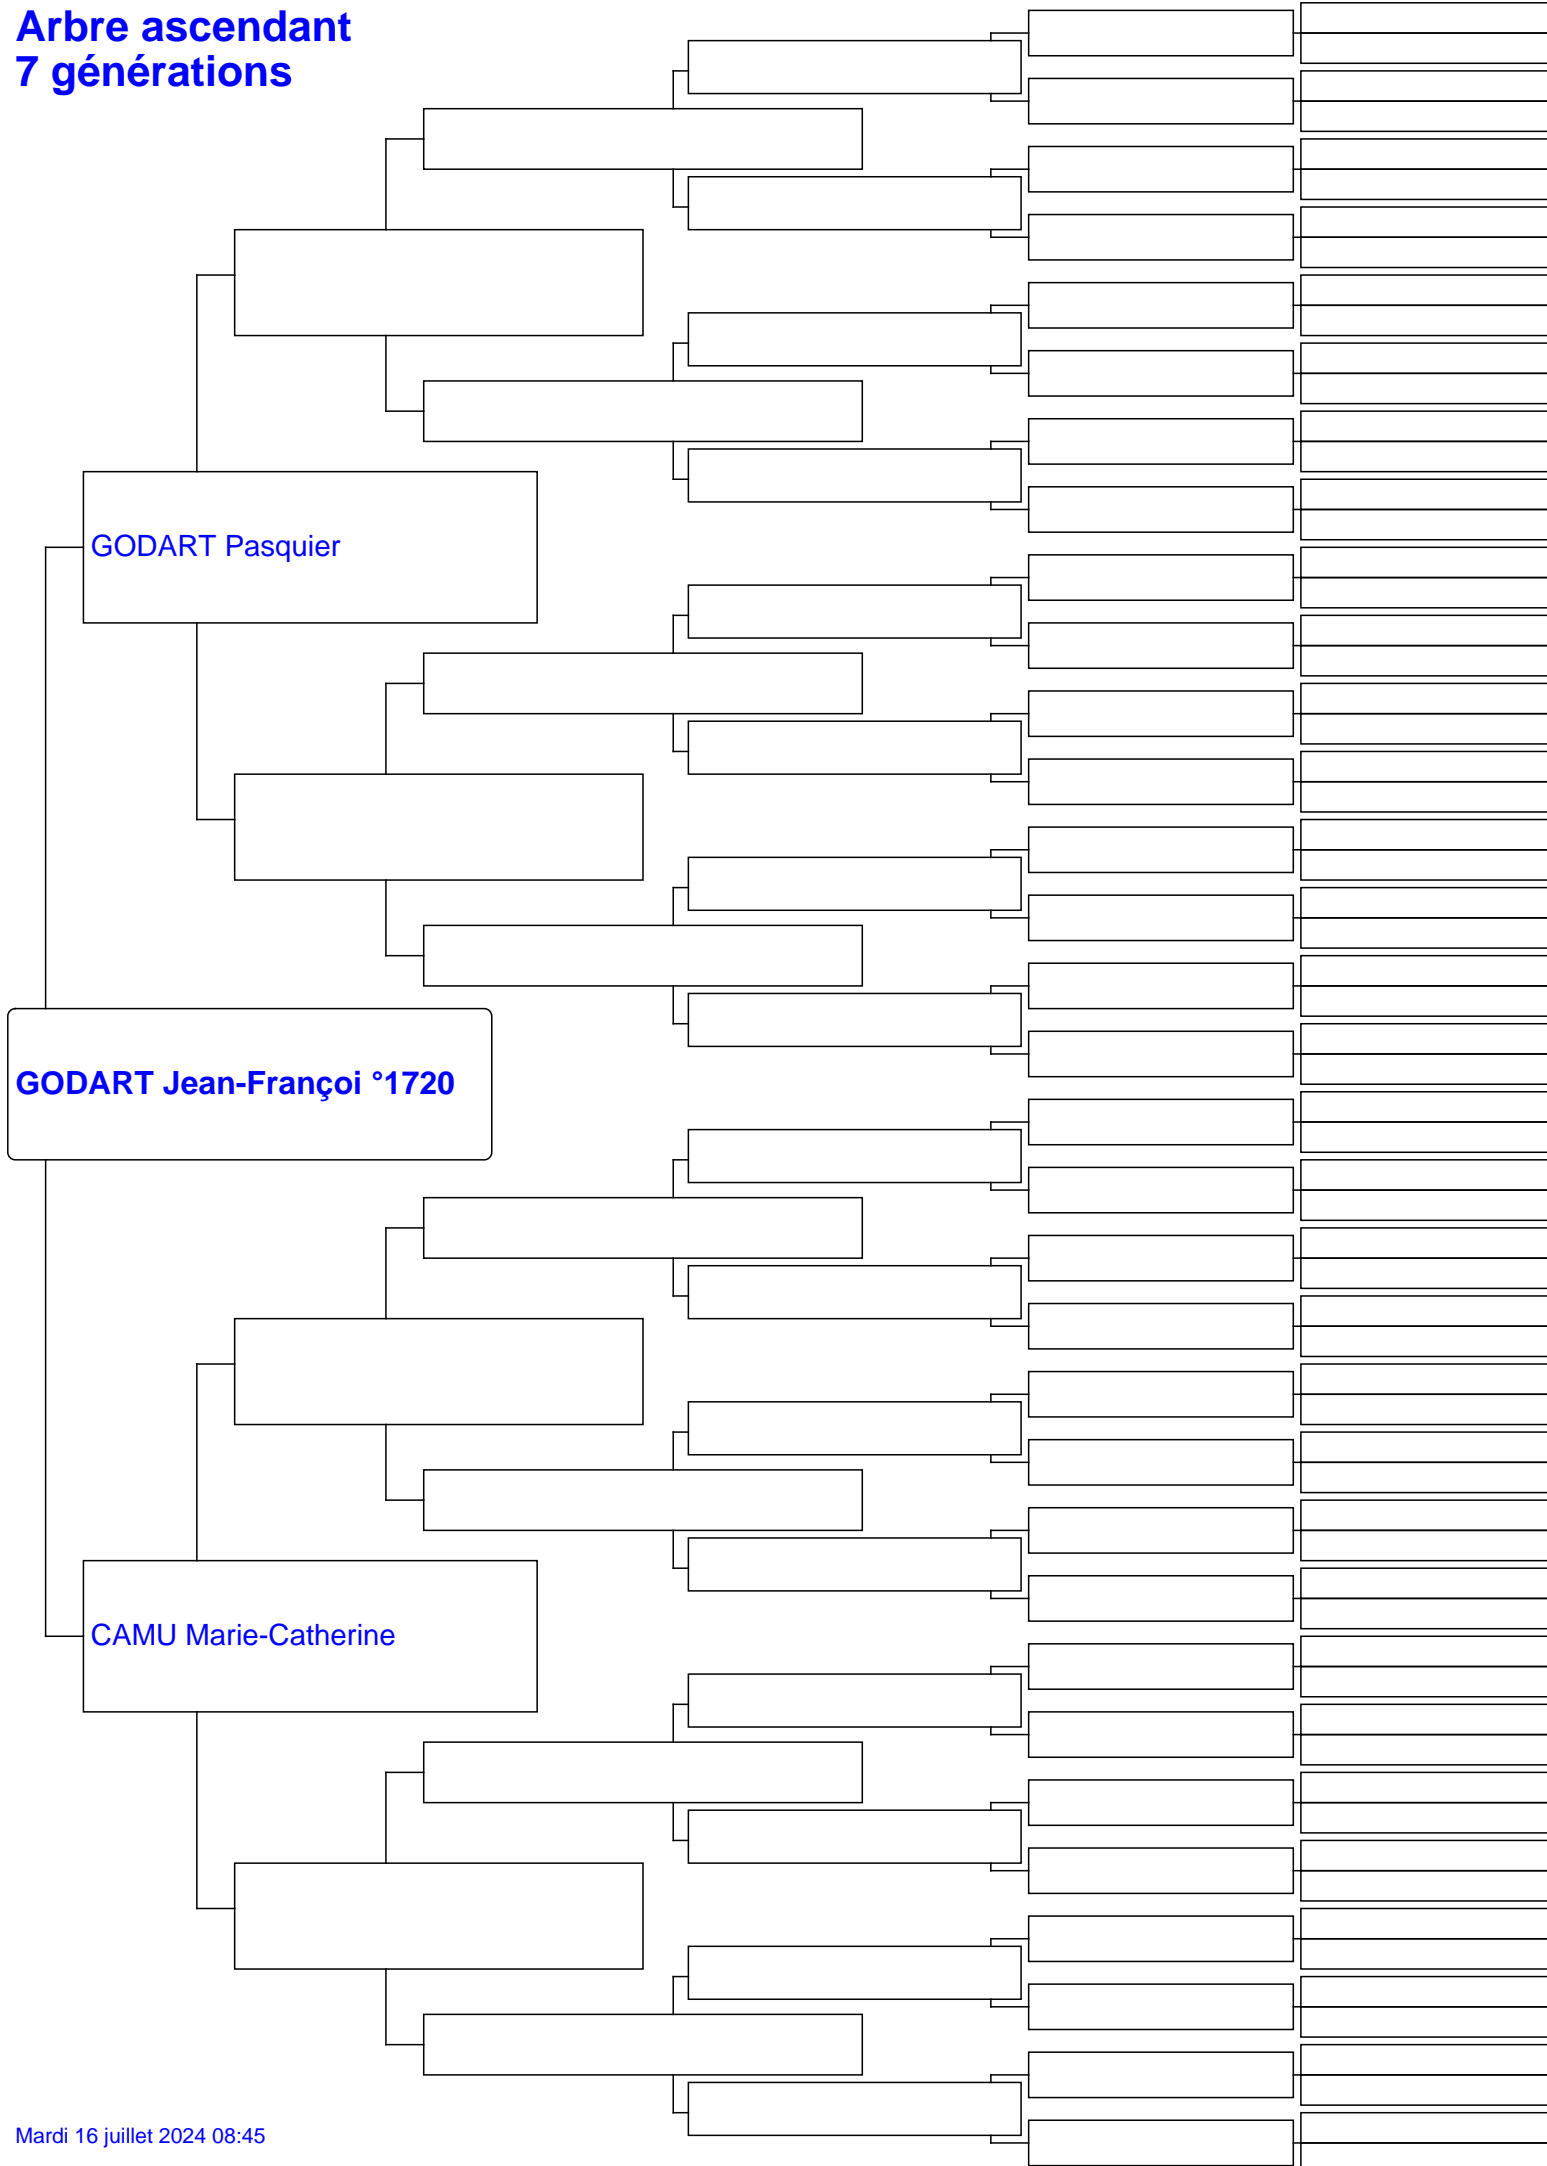 Arbre ascendant
7 générations
GODART Pasquier
GODART Jean-Françoi °1720
CAMU Marie-Catherine
Mardi 16 juillet 2024 08:45